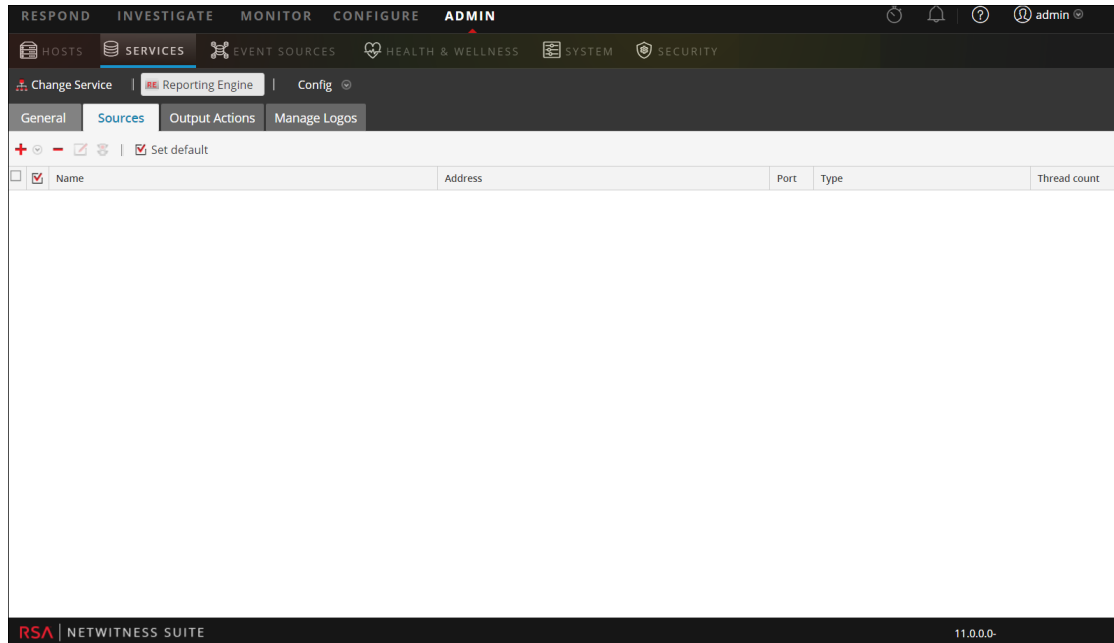 RESPOND INVESTIGATE MONITOR CONFIGURE ADMIN admin
HOSTS SERVICES EVENT SOURCES HEALTH & WELLNESS SYSTEM SECURITY
Change Service | RE Reporting Engine | Config
General Sources Output Actions Manage Logos
Set default
Name Address Port Type Thread count
RSA | NETWITNESS SUITE 11.0.0.0-